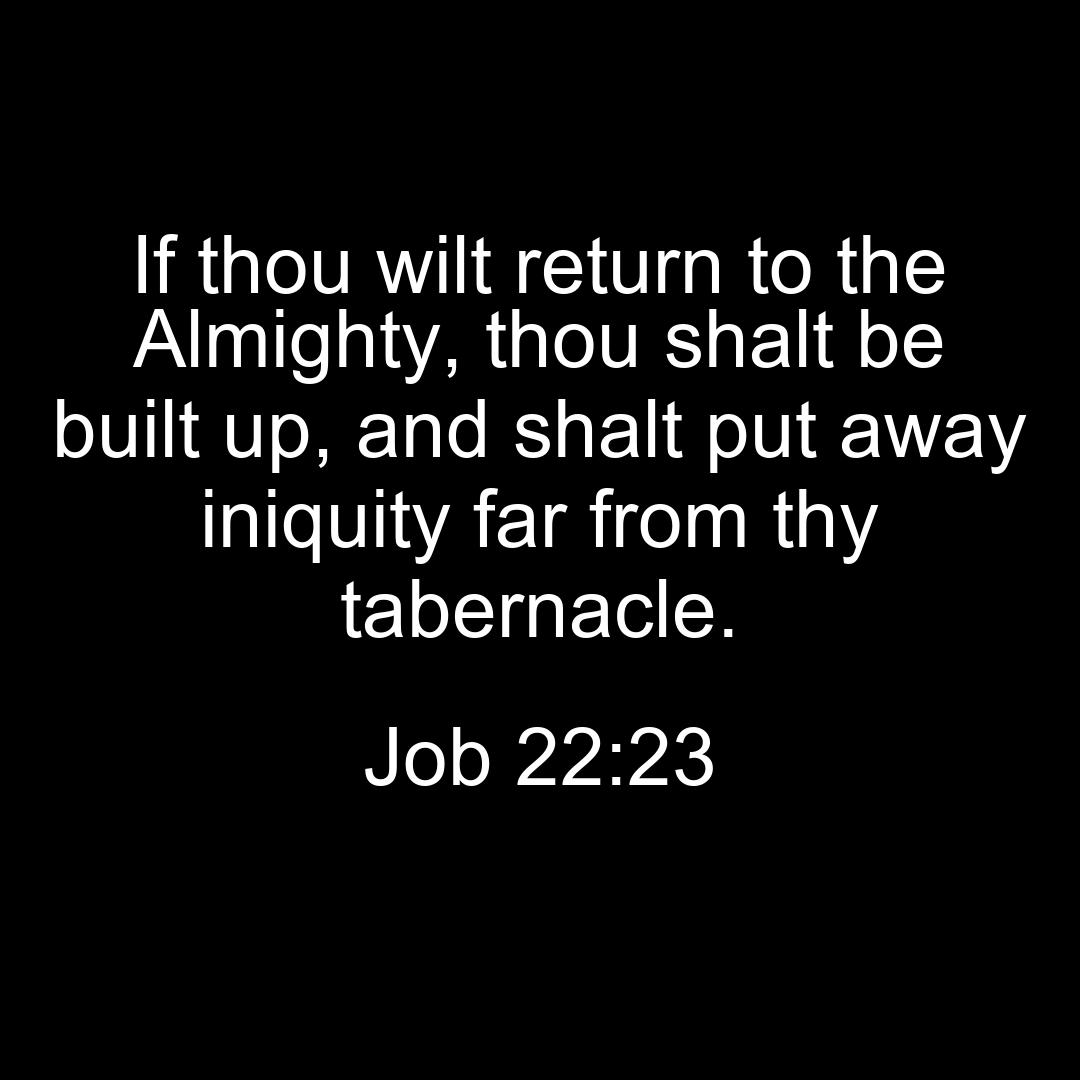 If thou wilt return to the
Almighty, thou shalt be
built up, and shalt put away
iniquity far from thy
tabernacle.
Job 22:23